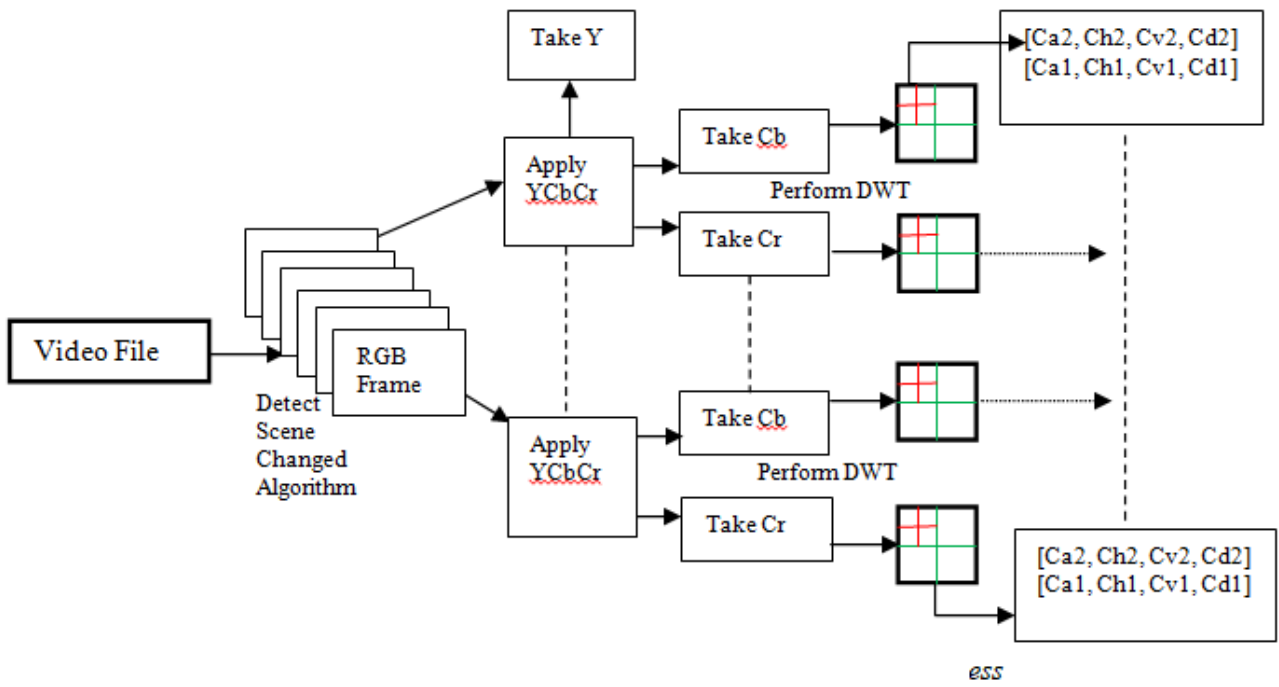 Take Y
[Ca2, Ch2, Cv2, Cd2]
[Ca1, Ch1, Cv1, Cd1]
Apply
YCbCr
Take Cb
Perform DWT
Take Cr
Video File
RGB
Frame
Detect
Scene
Changed
Algorithm
Apply
YCbCr
Take Cb
Perform DWT
Take Cr
[Ca2, Ch2, Cv2, Cd2]
[Ca1, Ch1, Cv1, Cd1]
ess